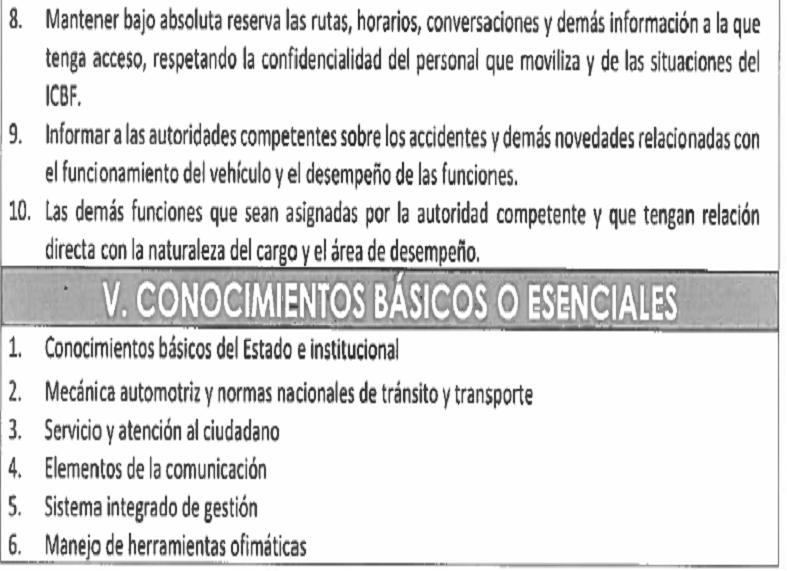 8. Mantener bajo absoluta reserva las rutas, horarios, conversaciones y demás información a la que
tenga acceso, respetando la confidencialidad del personal que moviliza y de las situaciones del
ICBF.
9. Informar a las autoridades competentes sobre los accidentes y demás novedades relacionadas con
el funcionamiento del vehículo y el desempeño de las funciones.
10. Las demás funciones que sean asignadas por la autoridad competente y que tengan relación
directa con la naturaleza del cargo y el área de desempeño.
V. CONOCIMIENTOS BÁSICOS O ESENCIALES
1. Conocimientos básicos del Estado e institucional
2. Mecánica automotriz y normas nacionales de tránsito y transporte
3. Servicio y atención al ciudadano
4. Elementos de la comunicación
5. Sistema integrado de gestión
6. Manejo de herramientas ofimáticas